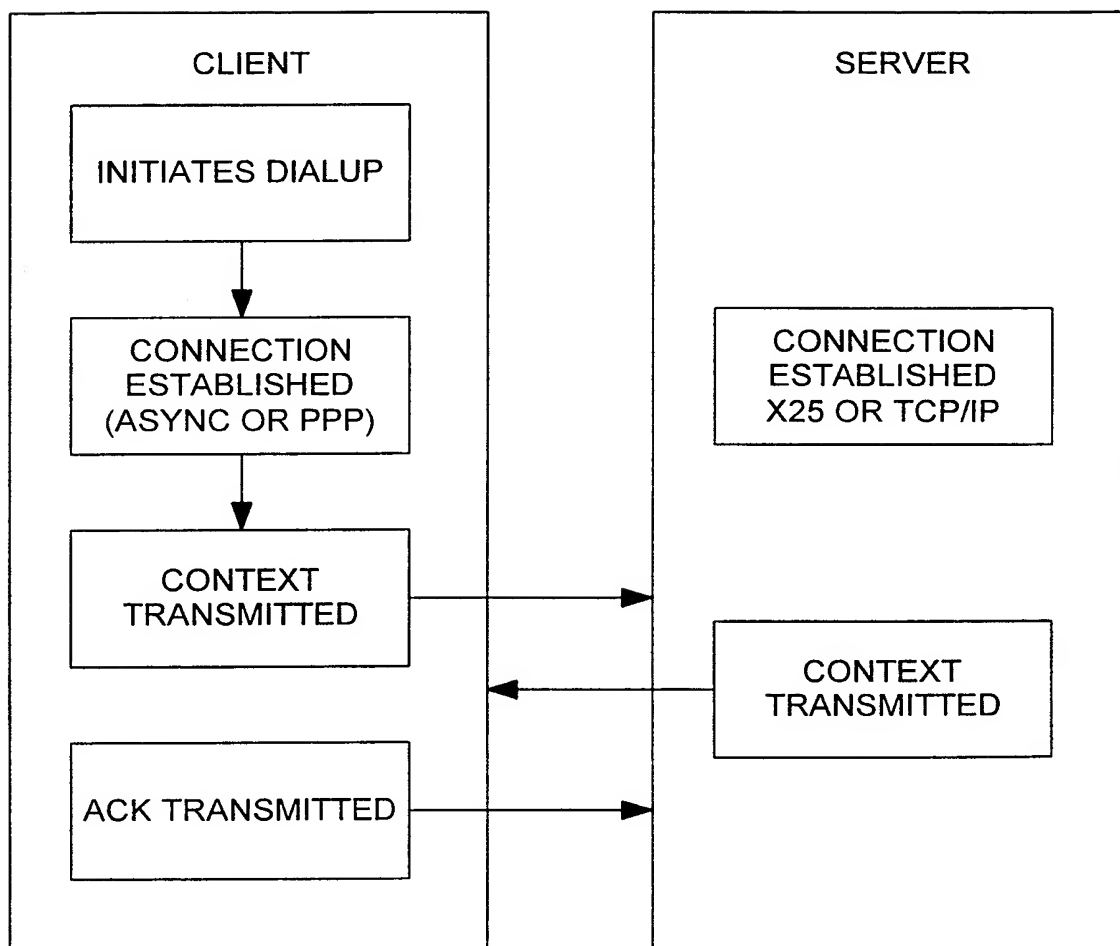 CLIENT
SERVER
INITIATES DIALUP
CONNECTION
ESTABLISHED
(ASYNC OR PPP)
CONNECTION
ESTABLISHED
X25 OR TCP/IP
CONTEXT
TRANSMITTED
CONTEXT
TRANSMITTED
ACK TRANSMITTED